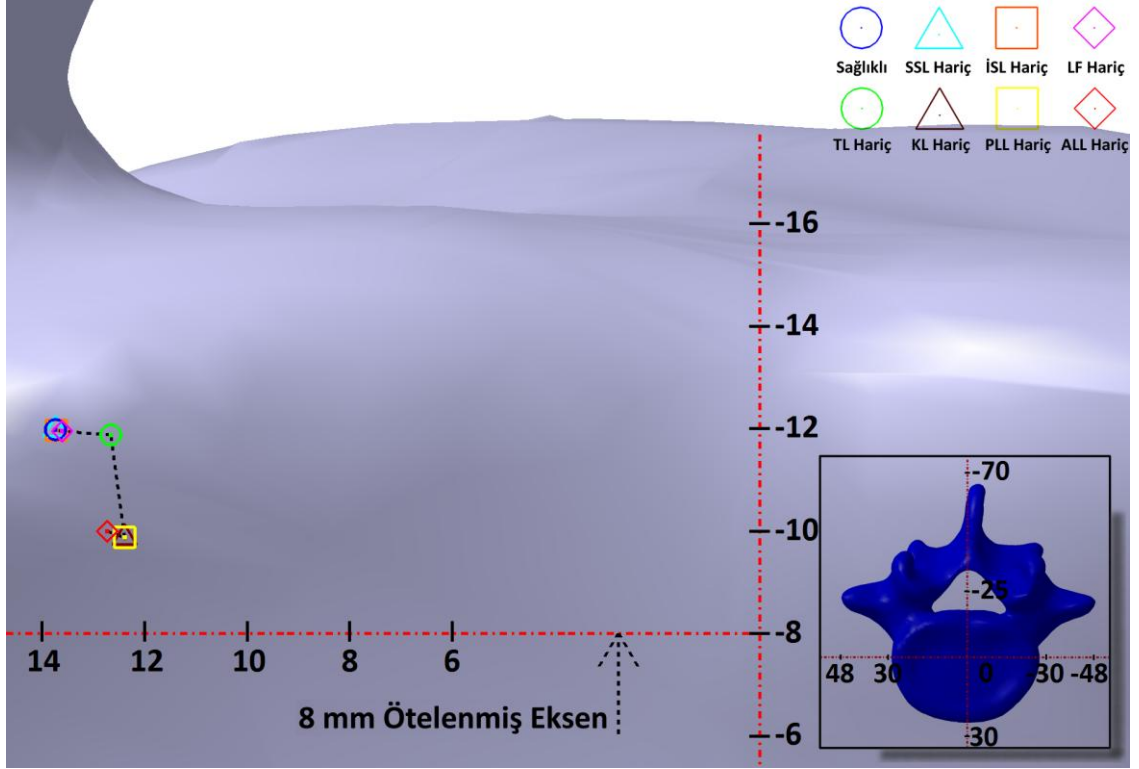 Sağlıklı SSL Hariç İSL Hariç LF Hariç
TL Hariç KL Hariç PLL Hariç ALL Hariç
-16
-14
-12
-10
-8
-6
14 12 10 8 6
8 mm Ötelenmiş Eksen
-70
-25
48 30 0 -30 -48
30